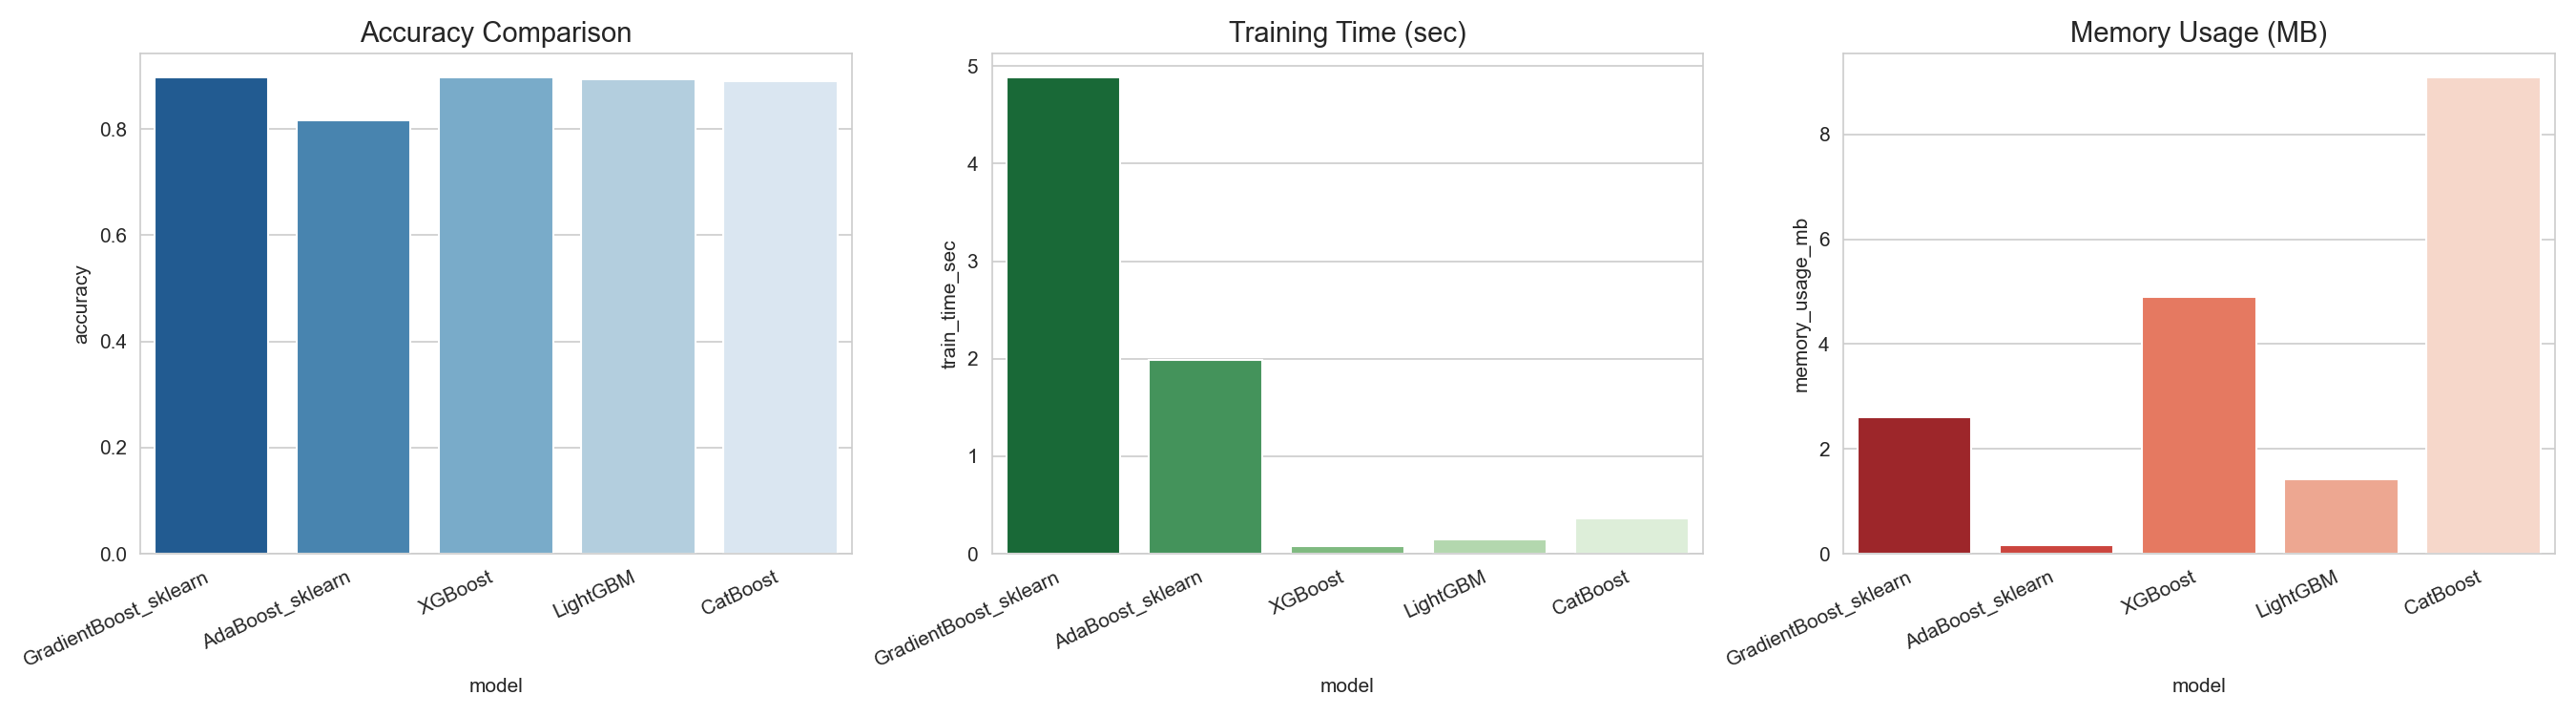 Accuracy Comparison
accuracy
0.8
0.6
0.4
0.2
0.0
GradientBoost_sklearn
AdaBoost_sklearn
XGBoost
LightGBM
CatBoost
model
Training Time (sec)
train_time_sec
5
4
3
2
1
0
GradientBoost_sklearn
AdaBoost_sklearn
XGBoost
LightGBM
CatBoost
model
Memory Usage (MB)
memory_usage_mb
8
6
4
2
0
GradientBoost_sklearn
AdaBoost_sklearn
XGBoost
LightGBM
CatBoost
model